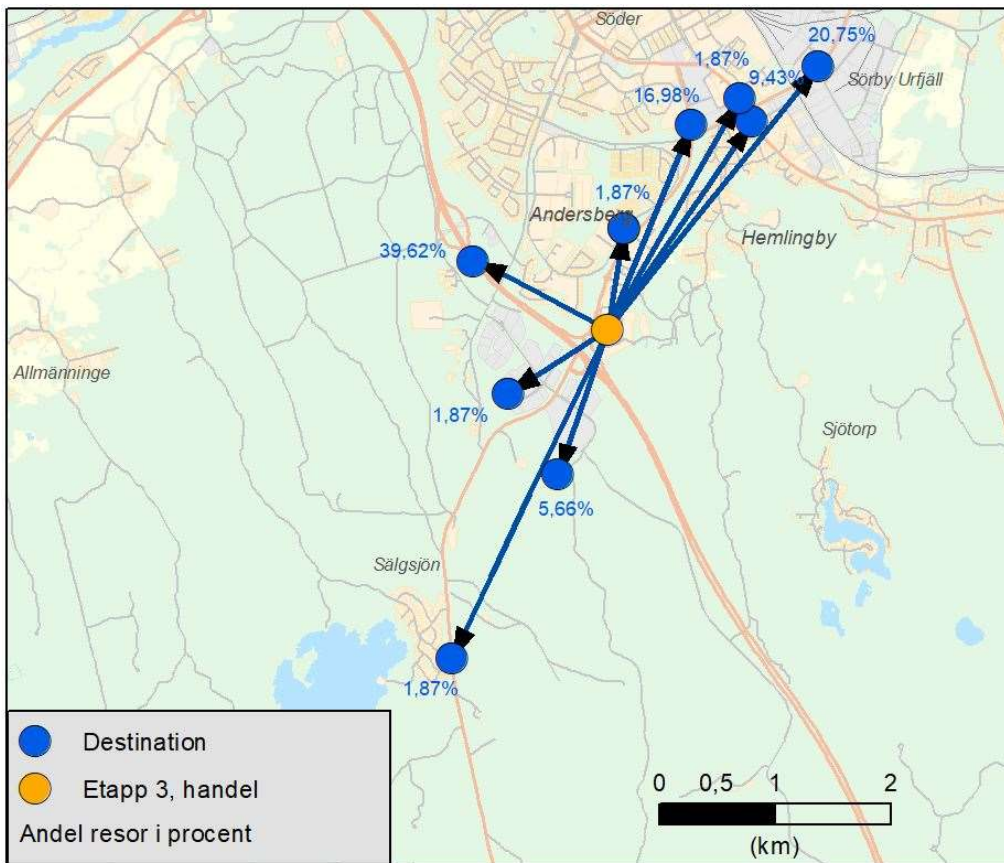 Söder
20,75%
1,87%
9,43%
Sörby Urfjäll
16,98%
1,87%
Andersberg
Hemlingby
39,62%
Allmänninge
1,87%
Sjötorp
5,66%
Sälgsjön
1,87%
Destination
Etapp 3, handel
Andel resor i procent
0 0,5 1 2
(km)